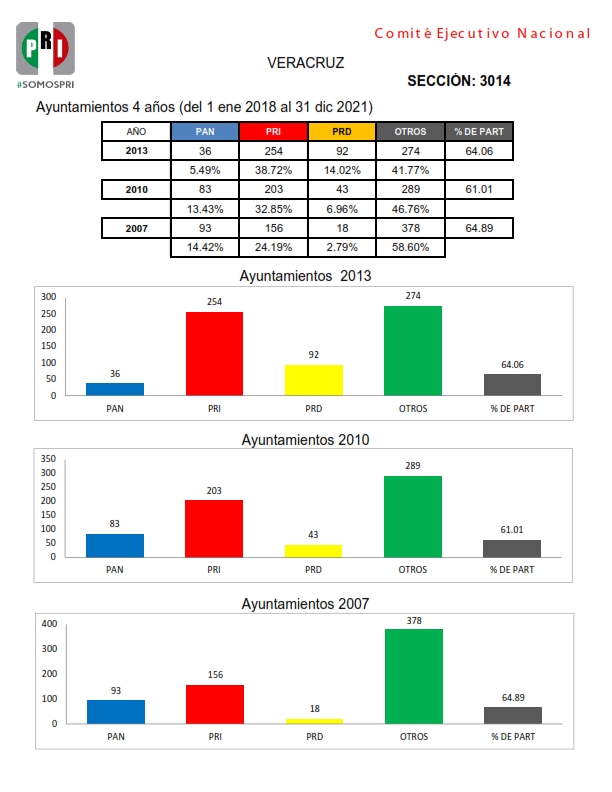 Comité Ejecutivo Nacional
PRI
#SOMOSPRI
VERACRUZ
SECCIÓN: 3014
Ayuntamientos 4 años (del 1 ene 2018 al 31 dic 2021)
AÑO PAN PRI PRD OTROS % DE PART
2013 36 254 92 274 64.06
5.49% 38.72% 14.02% 41.77%
2010 83 203 43 289 61.01
13.43% 32.85% 6.96% 46.76%
2007 93 156 18 378 64.89
14.42% 24.19% 2.79% 58.60%
Ayuntamientos 2013
300
250
200
150
100
50
0
36
254
92
274
64.06
PAN PRI PRD OTROS % DE PART
Ayuntamientos 2010
350
300
250
200
150
100
50
0
83
203
43
289
61.01
PAN PRI PRD OTROS % DE PART
Ayuntamientos 2007
400
300
200
100
0
93
156
18
378
64.89
PAN PRI PRD OTROS % DE PART